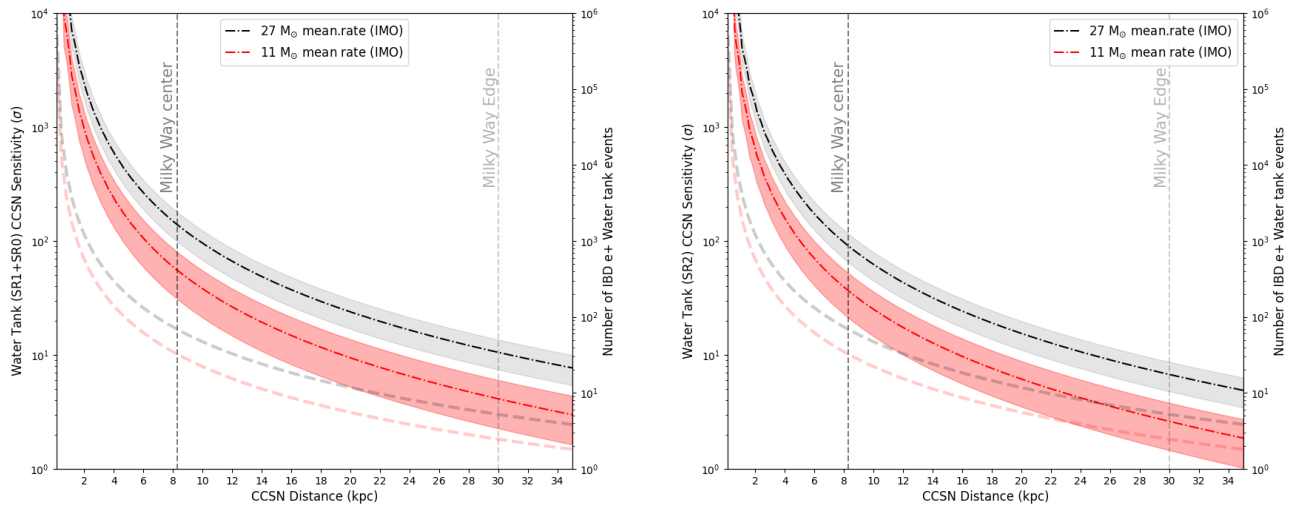 27 M⊙ mean.rate (IMO)
11 M⊙ mean rate (IMO)
Milky Way center
Milky Way Edge
Water Tank (SR1+SR0) CCSN Sensitivity (σ)
10⁴
10³
10²
10¹
10⁰
10⁶
10⁵
10⁴
10³
10²
10¹
10⁰
Number of IBD e+ Water tank events
2 4 6 8 10 12 14 16 18 20 22 24 26 28 30 32 34
CCSN Distance (kpc)
27 M⊙ mean.rate (IMO)
11 M⊙ mean rate (IMO)
Milky Way center
Milky Way Edge
Water Tank (SR2) CCSN Sensitivity (σ)
10⁴
10³
10²
10¹
10⁰
10⁶
10⁵
10⁴
10³
10²
10¹
10⁰
Number of IBD e+ Water tank events
2 4 6 8 10 12 14 16 18 20 22 24 26 28 30 32 34
CCSN Distance (kpc)